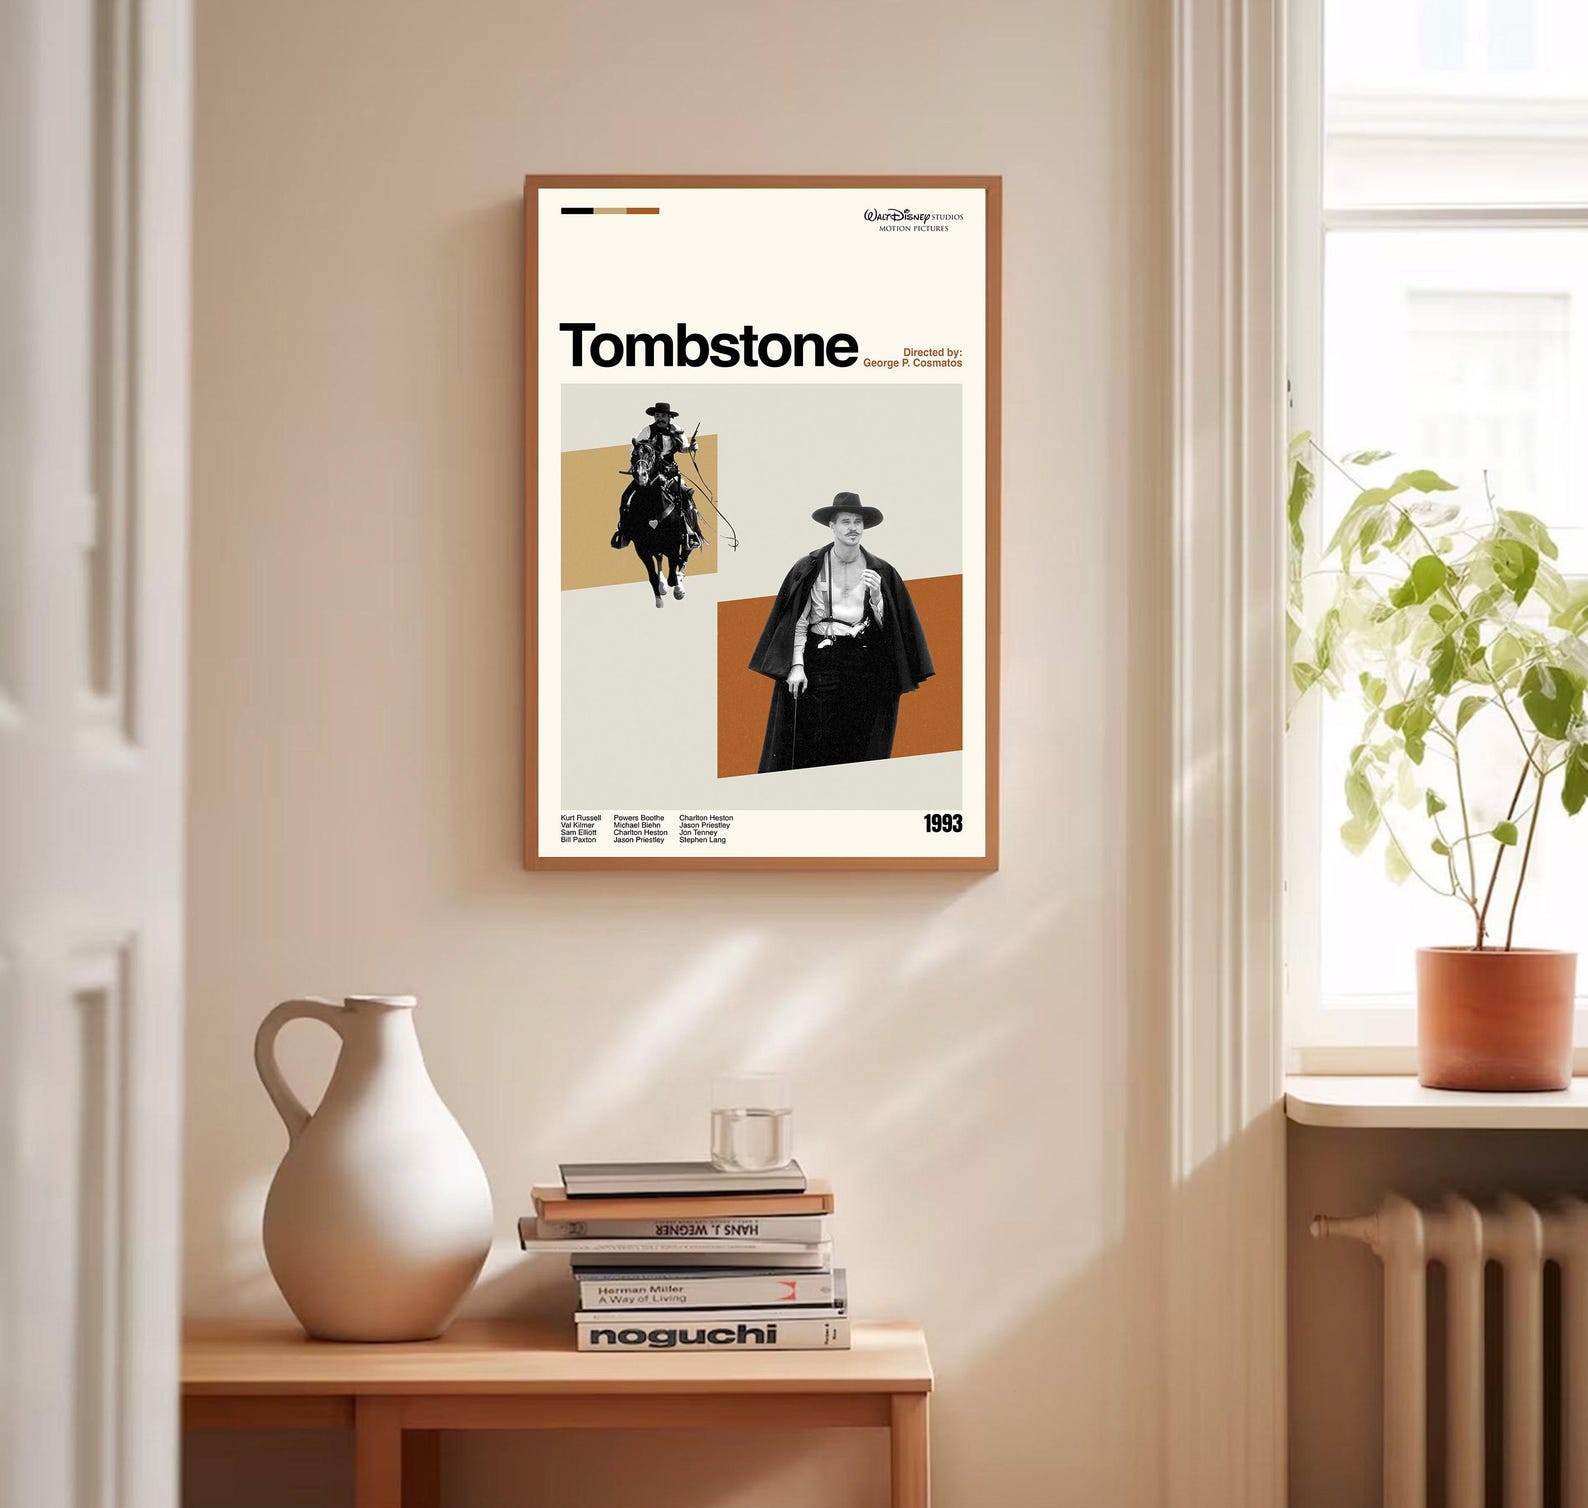 WALT DISNEY STUDIOS
MOTION PICTURES
Tombstone
Directed by:
George P. Cosmatos
Kurt Russell Powers Boothe Charlton Heston
Val Kilmer Michael Biehn Jason Priestley
Sam Elliott Charlton Heston Jon Tenney
Bill Paxton Jason Priestley Stephen Lang
1993
HANS J. WEGNER
Herman Miller
A Way of Living
noguchi